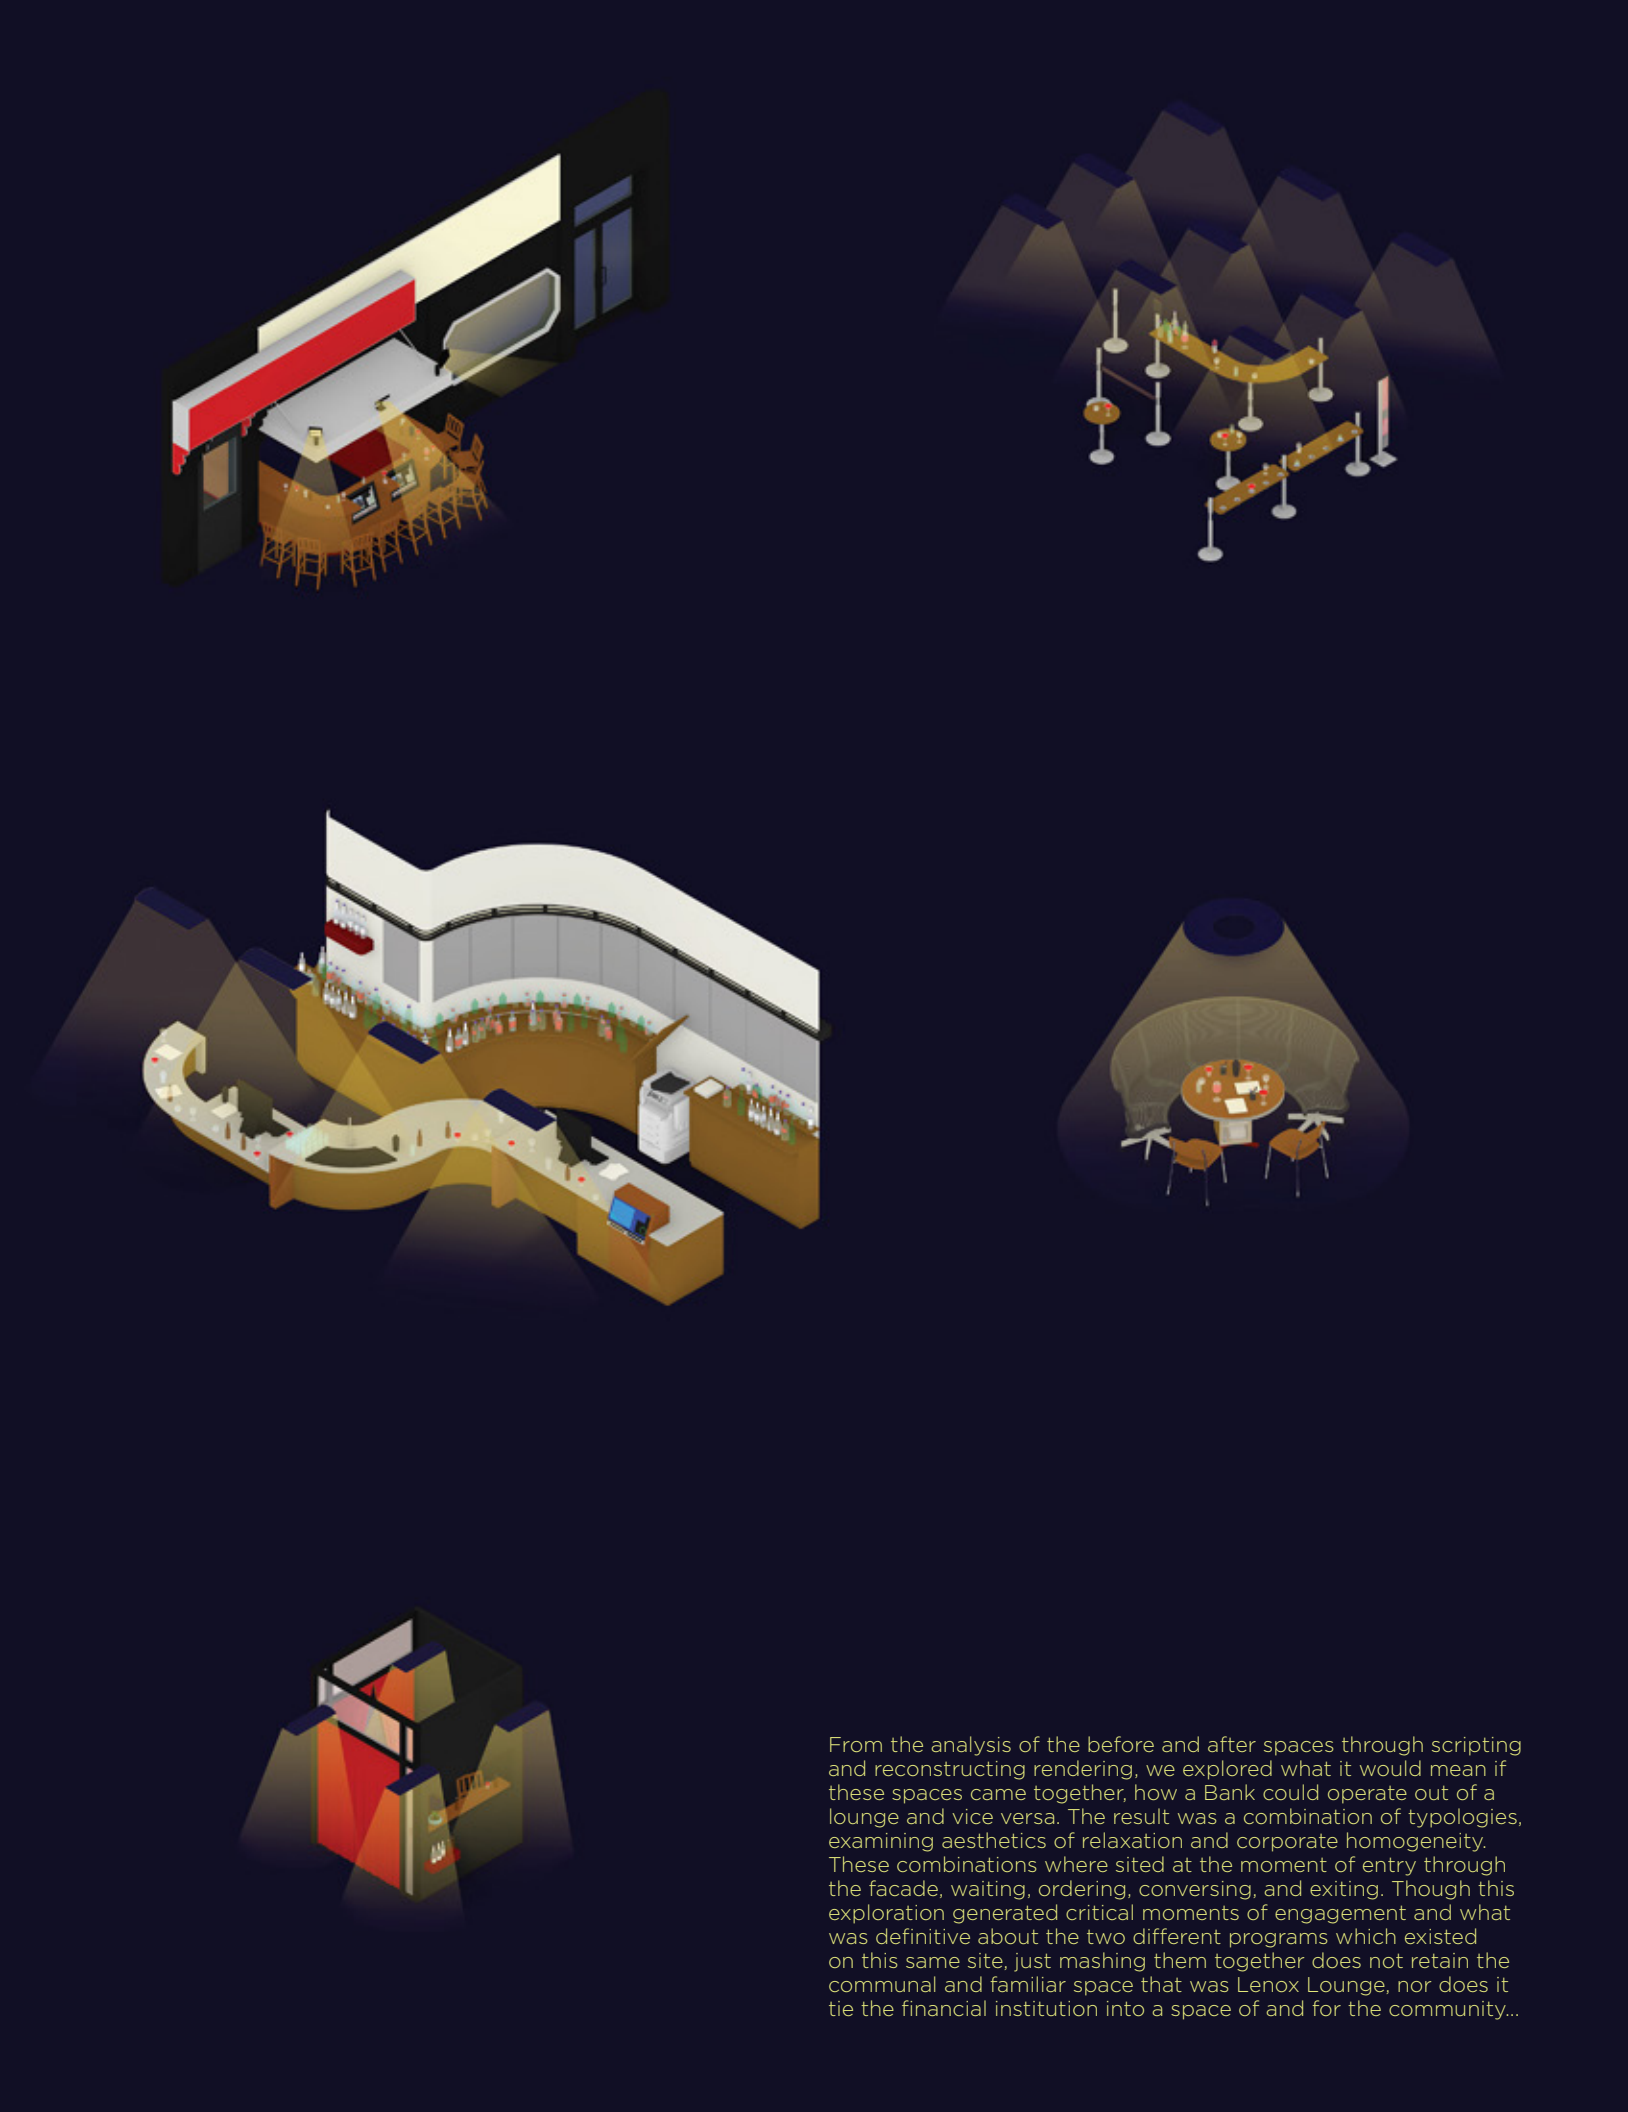 From the analysis of the before and after spaces through scripting
and reconstructing rendering, we explored what it would mean if
these spaces came together, how a Bank could operate out of a
lounge and vice versa. The result was a combination of typologies,
examining aesthetics of relaxation and corporate homogeneity.
These combinations where sited at the moment of entry through
the facade, waiting, ordering, conversing, and exiting. Though this
exploration generated critical moments of engagement and what
was definitive about the two different programs which existed
on this same site, just mashing them together does not retain the
communal and familiar space that was Lenox Lounge, nor does it
tie the financial institution into a space of and for the community...